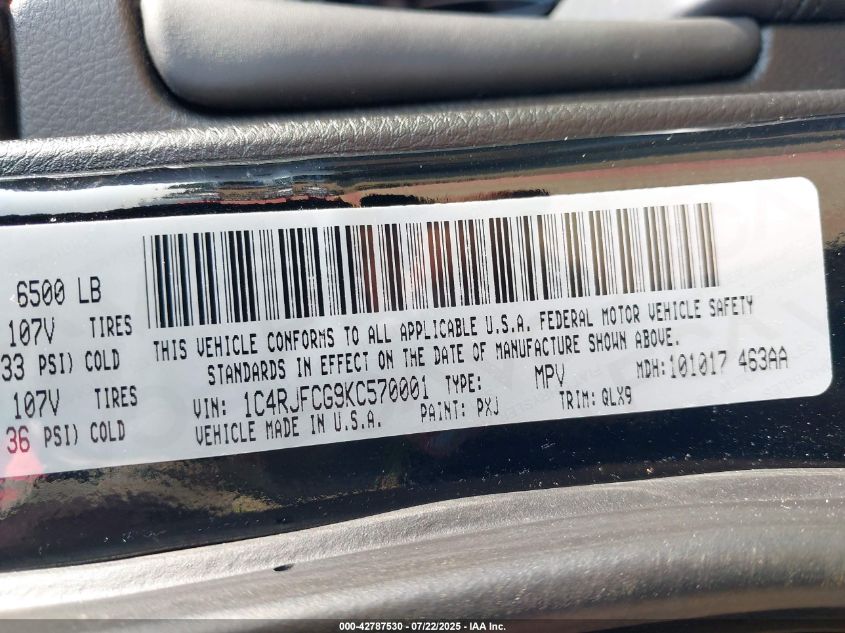 6500 LB
107V TIRES
33 PSI) COLD
107V TIRES
36 PSI) COLD
THIS VEHICLE CONFORMS TO ALL APPLICABLE U.S.A. FEDERAL MOTOR VEHICLE SAFETY
STANDARDS IN EFFECT ON THE DATE OF MANUFACTURE SHOWN ABOVE.
VIN: 1C4RJFCG9KC570001 TYPE: MPV MDH:101017 463AA
VEHICLE MADE IN U.S.A. PAINT: PXJ TRIM: QLX9
000-42787530 - 07/22/2025 - IAA Inc.